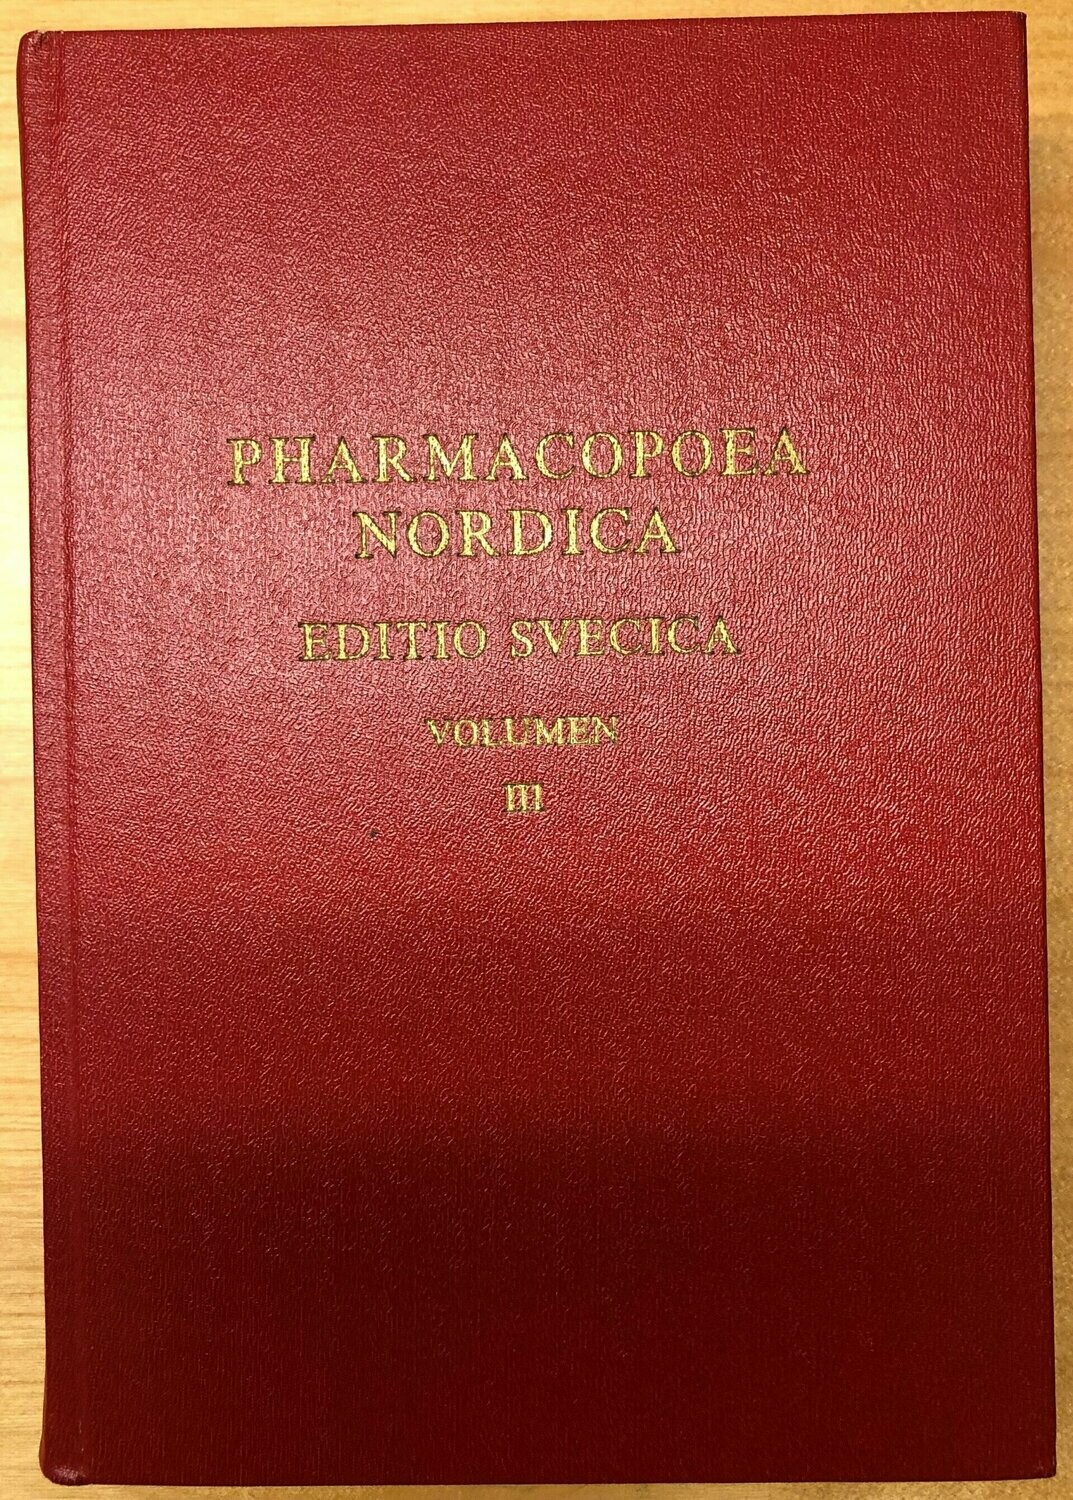 PHARMACOPOEA
NORDICA
EDITIO SVECICA
VOLUMEN
III